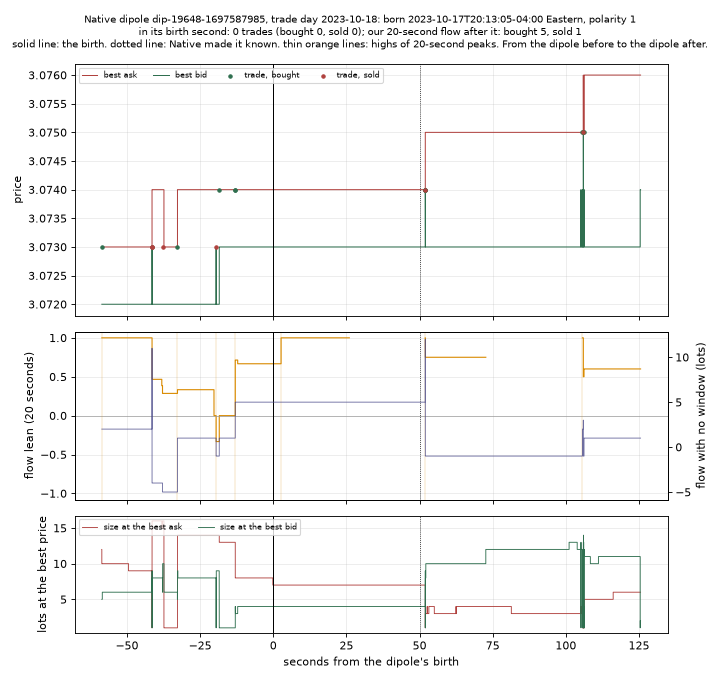 Native dipole dip-19648-1697587985, trade day 2023-10-18: born 2023-10-17T20:13:05-04:00 Eastern, polarity 1
in its birth second: 0 trades (bought 0, sold 0); our 20-second flow after it: bought 5, sold 1
solid line: the birth. dotted line: Native made it known. thin orange lines: highs of 20-second peaks. From the dipole before to the dipole after.
best ask best bid trade, bought trade, sold
3.0760
3.0755
3.0750
3.0745
3.0740
3.0735
3.0730
3.0725
3.0720
price
1.0
0.5
0.0
−0.5
−1.0
flow lean (20 seconds)
10
5
0
−5
flow with no window (lots)
size at the best ask size at the best bid
15
10
5
lots at the best price
−50 −25 0 25 50 75 100 125
seconds from the dipole's birth